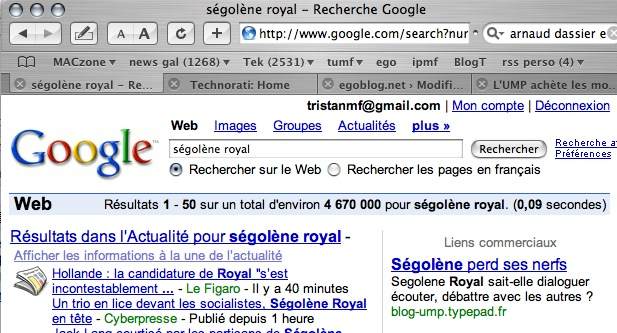 ségolène royal – Recherche Google
A A http://www.google.com/search?nur arnaud dassier e
MACzone news gal (1268) Tek (2531) tumf ego ipmf BlogT rss perso (4)
ségolène royal – Re... Technorati: Home egoblog.net › Modifi... L'UMP achète les mo...
tristanmf@gmail.com | Mon compte | Déconnexion
Web Images Groupes Actualités plus »
Google™ ségolène royal Rechercher Recherche a
Préférences
Rechercher sur le Web Rechercher les pages en français
Web Résultats 1 - 50 sur un total d'environ 4 670 000 pour ségolène royal. (0,09 secondes)
Résultats dans l'Actualité pour ségolène royal -
Afficher les informations à la une de l'actualité
Hollande : la candidature de Royal "s'est
incontestablement ... - Le Figaro - Il y a 40 minutes
Un trio en lice devant les socialistes, Ségolène Royal
en tête - Cyberpresse - Publié depuis 1 heure
Liens commerciaux
Ségolène perd ses nerfs
Segolene Royal sait-elle dialoguer
écouter, débattre avec les autres ?
blog-ump.typepad.fr